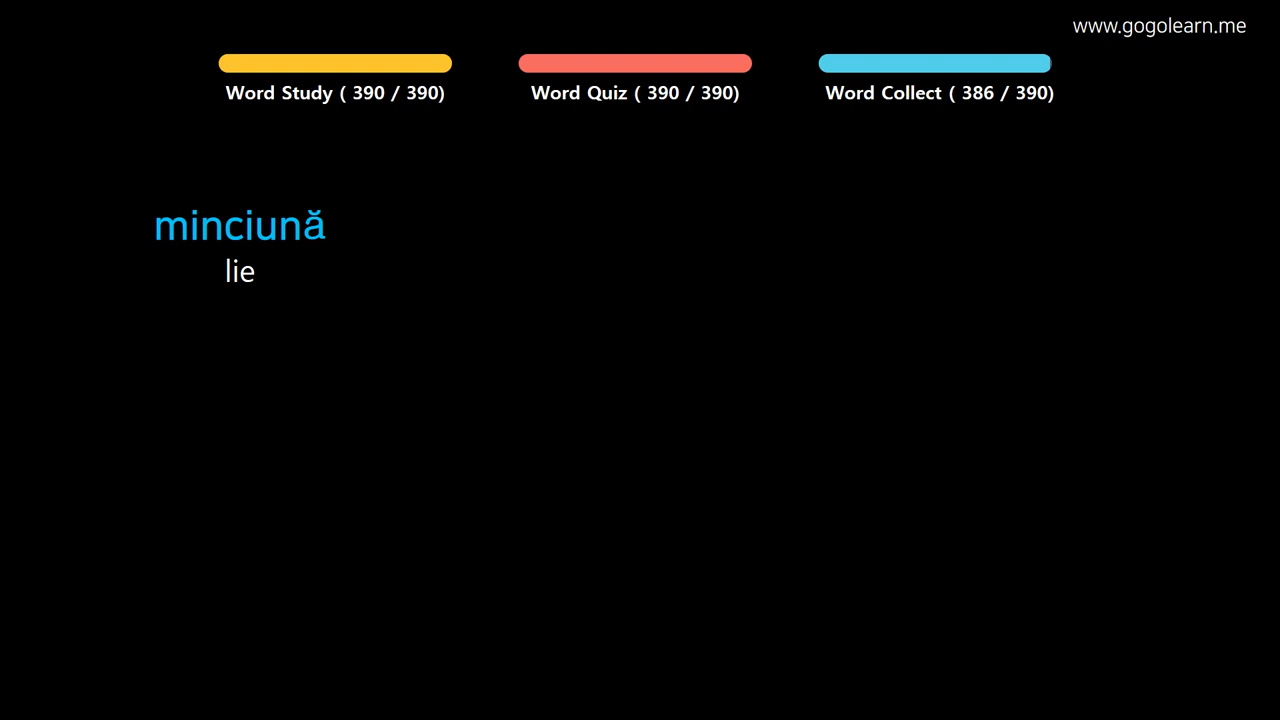 www.gogolearn.me
Word Study ( 390 / 390)
Word Quiz ( 390 / 390)
Word Collect ( 386 / 390)
minciună
lie